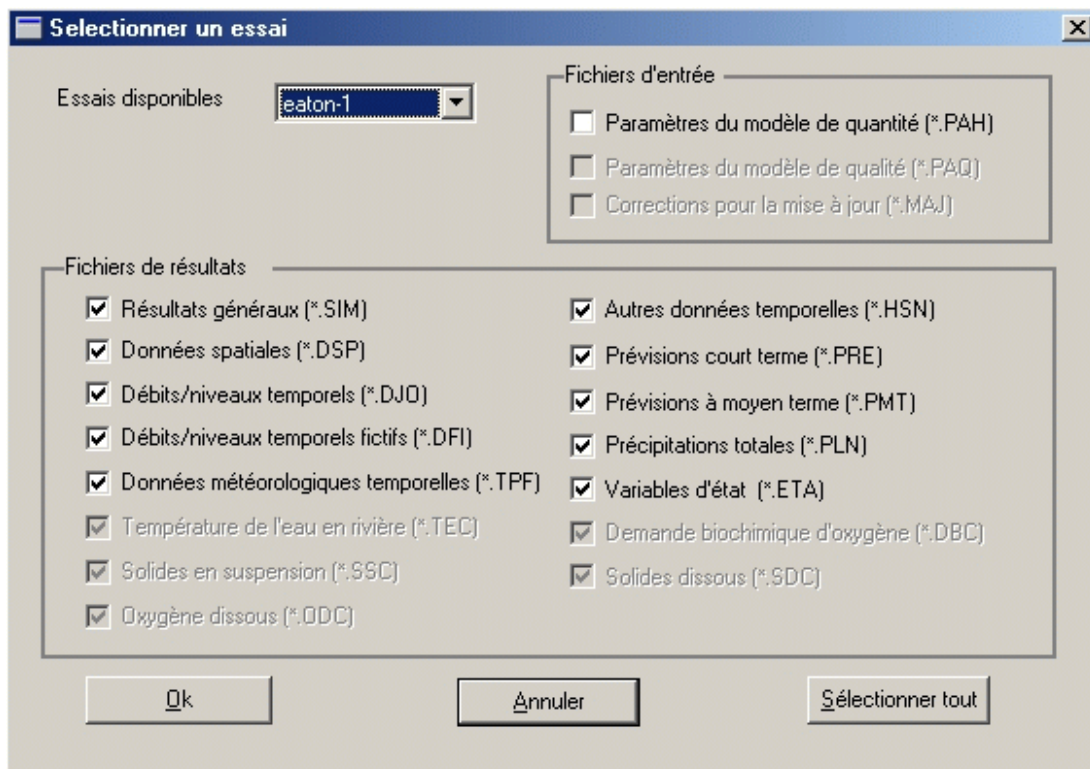 Selectionner un essai
Essais disponibles
eaton-1
Fichiers d'entrée
Paramètres du modèle de quantité (*.PAH)
Paramètres du modèle de qualité (*.PAQ)
Corrections pour la mise à jour (*.MAJ)
Fichiers de résultats
Résultats généraux (*.SIM)
Données spatiales (*.DSP)
Débits/niveaux temporels (*.DJO)
Débits/niveaux temporels fictifs (*.DFI)
Données météorologiques temporelles (*.TPF)
Température de l'eau en rivière (*.TEC)
Solides en suspension (*.SSC)
Oxygène dissous (*.ODC)
Autres données temporelles (*.HSN)
Prévisions court terme (*.PRE)
Prévisions à moyen terme (*.PMT)
Précipitations totales (*.PLN)
Variables d'état (*.ETA)
Demande biochimique d'oxygène (*.DBC)
Solides dissous (*.SDC)
Ok
Annuler
Sélectionner tout